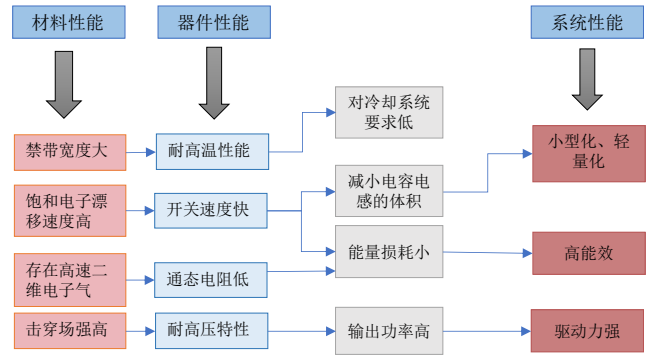 材料性能
器件性能
系统性能
对冷却系统
要求低
禁带宽度大
耐高温性能
小型化、轻
量化
饱和电子漂
移速度高
开关速度快
减小电容电
感的体积
能量损耗小
高能效
存在高速二
维电子气
通态电阻低
击穿场强高
耐高压特性
输出功率高
驱动力强